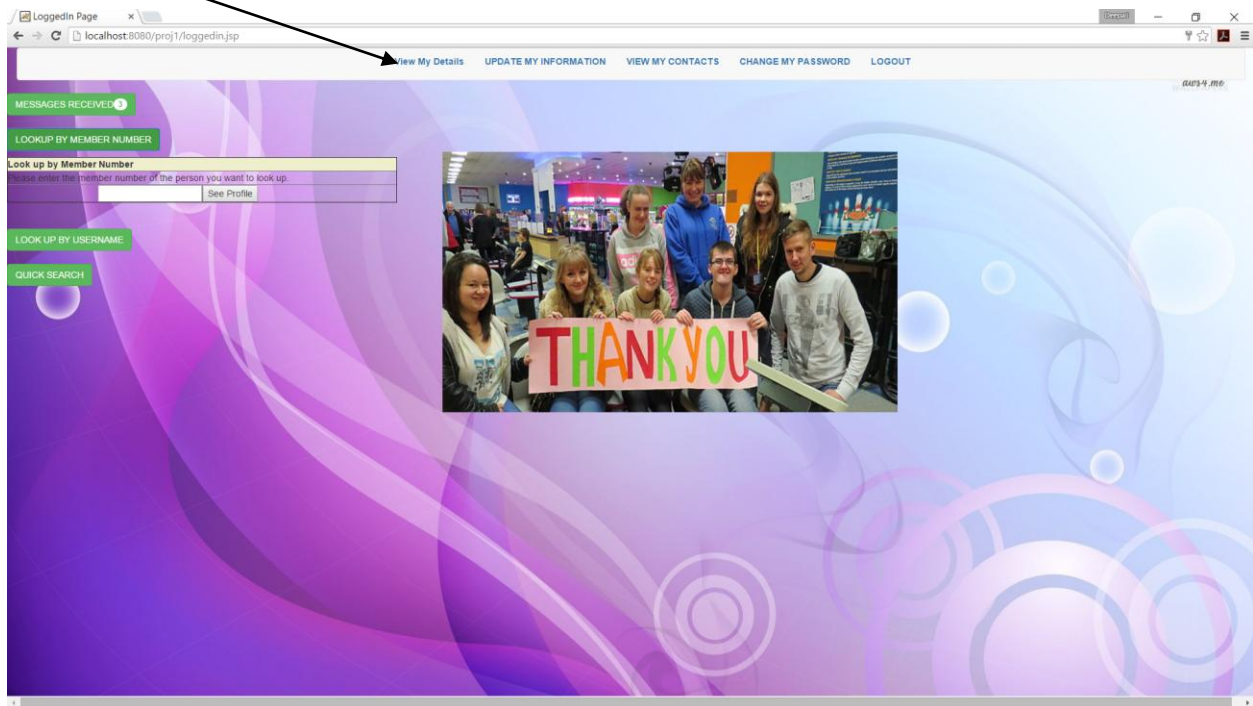 LoggedIn Page
localhost:8080/proj1/loggedin.jsp
View My Details UPDATE MY INFORMATION VIEW MY CONTACTS CHANGE MY PASSWORD LOGOUT
MESSAGES RECEIVED 3
LOOKUP BY MEMBER NUMBER
Look up by Member Number
Please enter the member number of the person you want to look up.
See Profile
LOOK UP BY USERNAME
QUICK SEARCH
THANK YOU